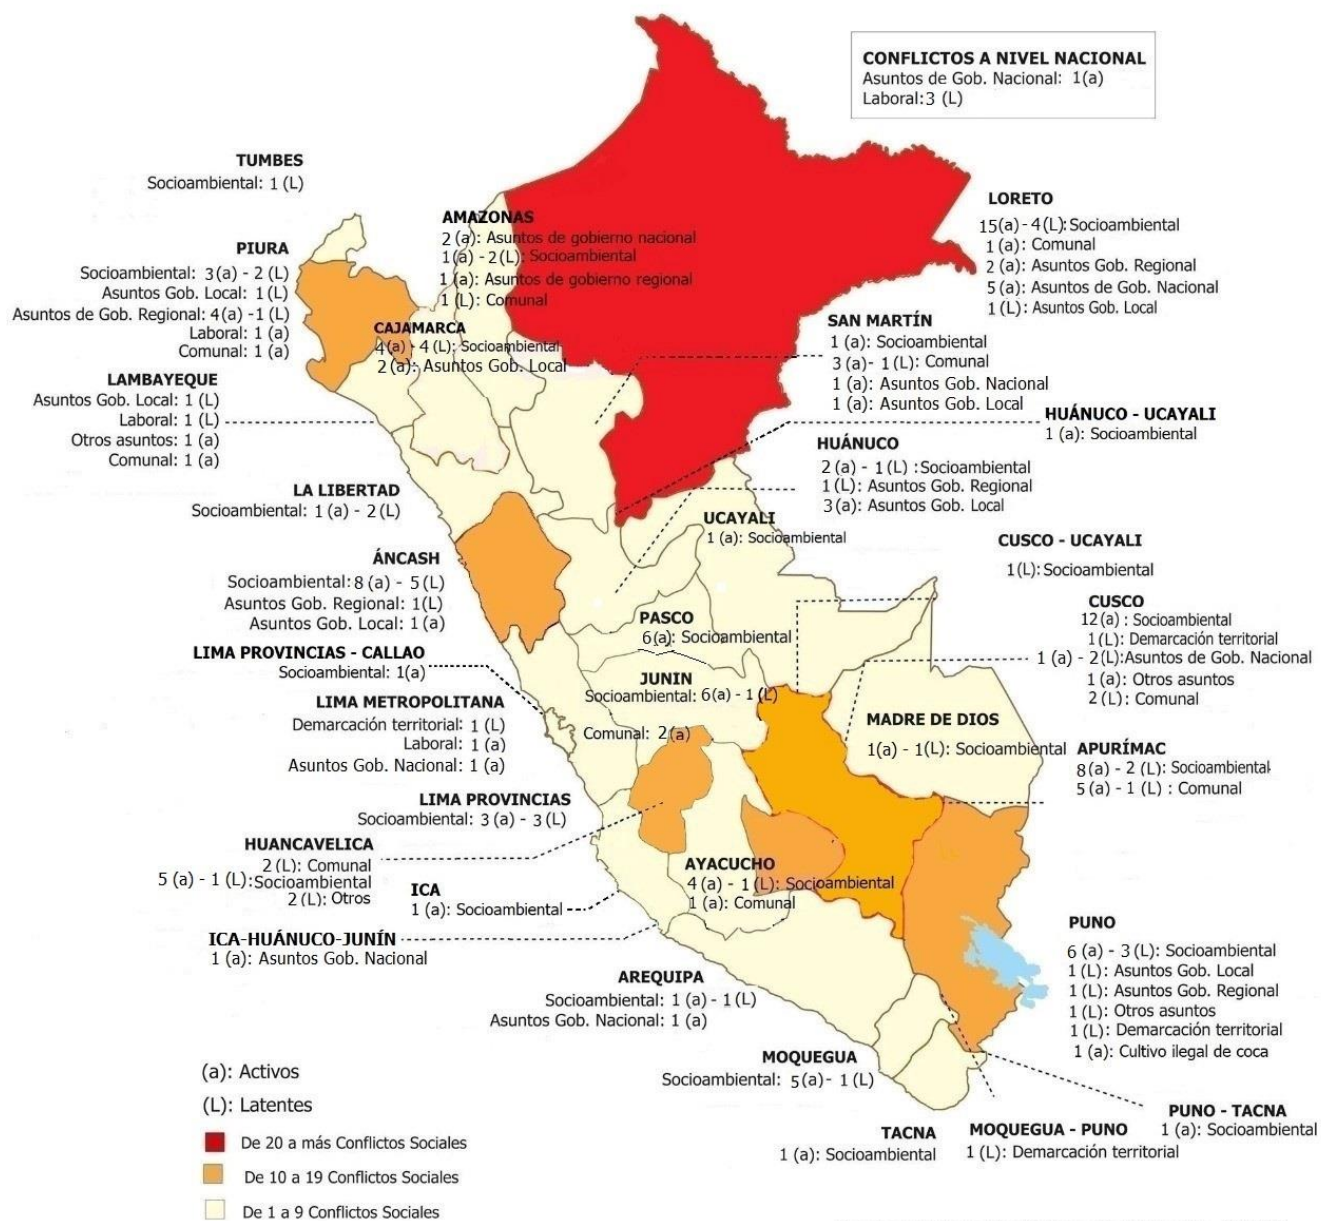 CONFLICTOS A NIVEL NACIONAL
Asuntos de Gob. Nacional: 1(a)
Laboral:3 (L)
TUMBES
Socioambiental: 1 (L)
PIURA
Socioambiental: 3(a) - 2 (L)
Asuntos Gob. Local: 1 (L)
Asuntos de Gob. Regional: 4(a) -1 (L)
Laboral: 1 (a)
Comunal: 1 (a)
LAMBAYEQUE
Asuntos Gob. Local: 1 (L)
Laboral: 1 (L)
Otros asuntos: 1 (a)
Comunal: 1 (a)
AMAZONAS
2 (a): Asuntos de gobierno nacional
1(a) - 2(L): Socioambiental
1(a): Asuntos de gobierno regional
1(L): Comunal
CAJAMARCA
4(a) - 4(L): Socioambiental
2(a): Asuntos Gob. Local
LORETO
15(a) - 4(L): Socioambiental
1(a): Comunal
2(a): Asuntos Gob. Regional
5(a): Asuntos de Gob. Nacional
1(L): Asuntos Gob. Local
SAN MARTÍN
1(a): Socioambiental
3(a)- 1(L): Comunal
1(a): Asuntos Gob. Nacional
1(a): Asuntos Gob. Local
HUÁNUCO - UCAYALI
1(a): Socioambiental
HUÁNUCO
2(a) - 1(L) :Socioambiental
1(L): Asuntos Gob. Regional
3(a): Asuntos Gob. Local
LA LIBERTAD
Socioambiental: 1 (a) - 2(L)
UCAYALI
1(a): Socioambiental
CUSCO - UCAYALI
1(L): Socioambiental
ÁNCASH
Socioambiental: 8 (a) - 5(L)
Asuntos Gob. Regional: 1(L)
Asuntos Gob. Local: 1(a)
CUSCO
12(a) : Socioambiental
1(L): Demarcación territorial
1 (a) - 2(L):Asuntos de Gob. Nacional
1(a): Otros asuntos
2(L): Comunal
PASCO
6(a): Socioambiental
LIMA PROVINCIAS - CALLAO
Socioambiental: 1(a)
JUNIN
Socioambiental: 6(a) - 1(L)
Comunal: 2(a)
LIMA METROPOLITANA
Demarcación territorial: 1 (L)
Laboral: 1 (a)
Asuntos Gob. Nacional: 1 (a)
MADRE DE DIOS
1(a) - 1(L): Socioambiental
APURÍMAC
8(a) - 2 (L): Socioambiental
5(a) - 1 (L) : Comunal
LIMA PROVINCIAS
Socioambiental: 3(a) - 3(L)
HUANCAVELICA
2(L): Comunal
5 (a) - 1 (L):Socioambiental
2(L): Otros
ICA
1 (a): Socioambiental
AYACUCHO
4(a) - 1(L): Socioambiental
1(a): Comunal
ICA-HUÁNUCO-JUNÍN
1 (a): Asuntos Gob. Nacional
AREQUIPA
Socioambiental: 1(a) - 1(L)
Asuntos Gob. Nacional: 1(a)
PUNO
6(a) - 3(L): Socioambiental
1(L): Asuntos Gob. Local
1(L): Asuntos Gob. Regional
1(L): Otros asuntos
1(L): Demarcación territorial
1(a): Cultivo ilegal de coca
MOQUEGUA
Socioambiental: 5(a)- 1(L)
TACNA
1 (a): Socioambiental
MOQUEGUA - PUNO
1(L): Demarcación territorial
PUNO - TACNA
1(a): Socioambiental
(a): Activos
(L): Latentes
De 20 a más Conflictos Sociales
De 10 a 19 Conflictos Sociales
De 1 a 9 Conflictos Sociales